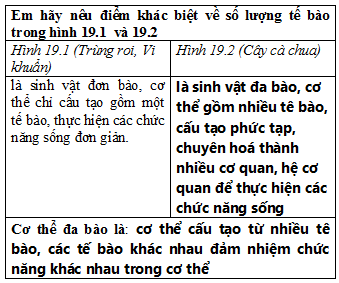 Em hãy nêu điểm khác biệt về số lượng tế bào
trong hình 19.1 và 19.2
Hình 19.1 (Trừng roi, Vi
khuẩn)
Hình 19.2 (Cây cà chua)
là sinh vật đơn bào, cơ
thể chỉ cấu tạo gồm một
tế bào, thực hiện các chức
năng sống đơn giản.
là sinh vật đa bào, cơ
thể gồm nhiều tê bào,
cấu tạo phức tạp,
chuyên hoá thành
nhiều cơ quan, hệ cơ
quan để thực hiện các
chức năng sống
Cơ thể đa bào là: cơ thể cấu tạo từ nhiều tê
bào, các tế bào khác nhau đảm nhiệm chức
năng khác nhau trong cơ thể